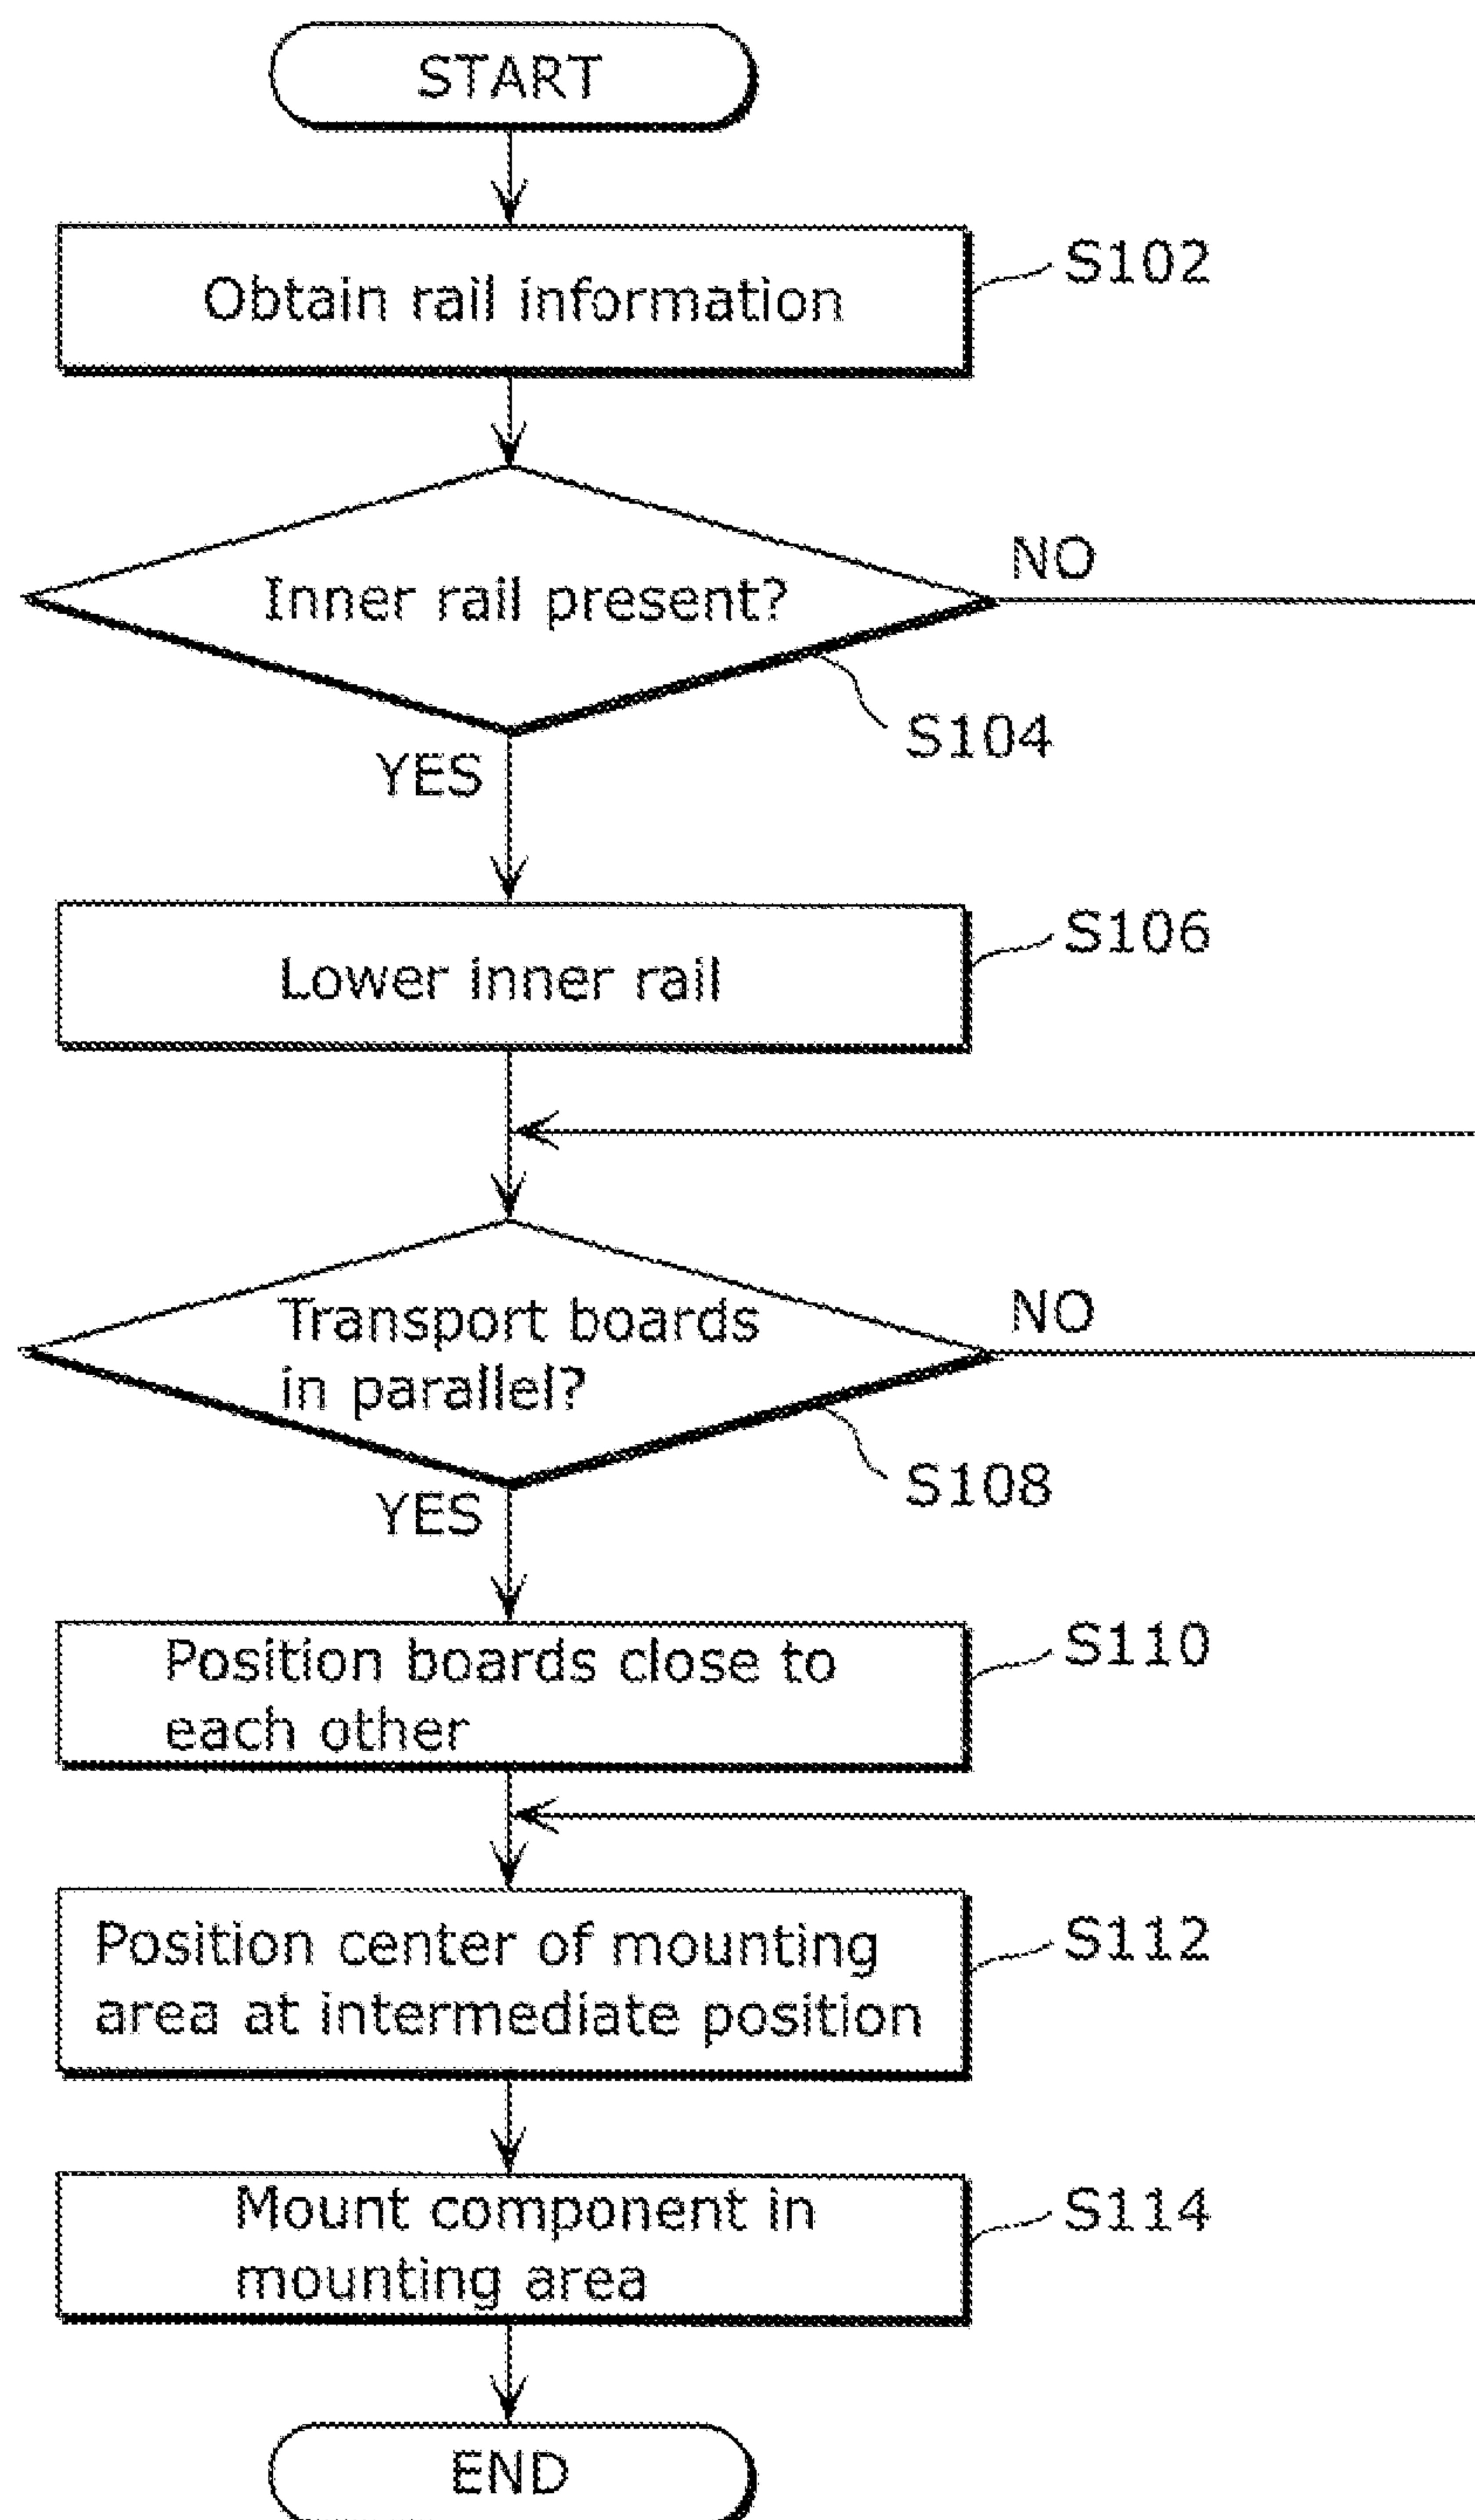 START
Obtain rail information
S102
Inner rail present?
NO
S104
YES
Lower inner rail
S106
Transport boards
in parallel?
NO
S108
YES
Position boards close to
each other
S110
Position center of mounting
area at intermediate position
S112
Mount component in
mounting area
S114
END